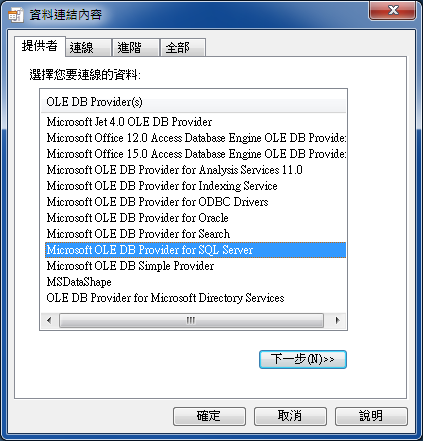 資料連結內容
提供者 連線 進階 全部
選擇您要連線的資料:
OLE DB Provider(s)
Microsoft Jet 4.0 OLE DB Provider
Microsoft Office 12.0 Access Database Engine OLE DB Provide
Microsoft Office 15.0 Access Database Engine OLE DB Provide
Microsoft OLE DB Provider for Analysis Services 11.0
Microsoft OLE DB Provider for Indexing Service
Microsoft OLE DB Provider for ODBC Drivers
Microsoft OLE DB Provider for Oracle
Microsoft OLE DB Provider for Search
Microsoft OLE DB Provider for SQL Server
Microsoft OLE DB Simple Provider
MSDataShape
OLE DB Provider for Microsoft Directory Services
下一步(N)>>
確定 取消 說明